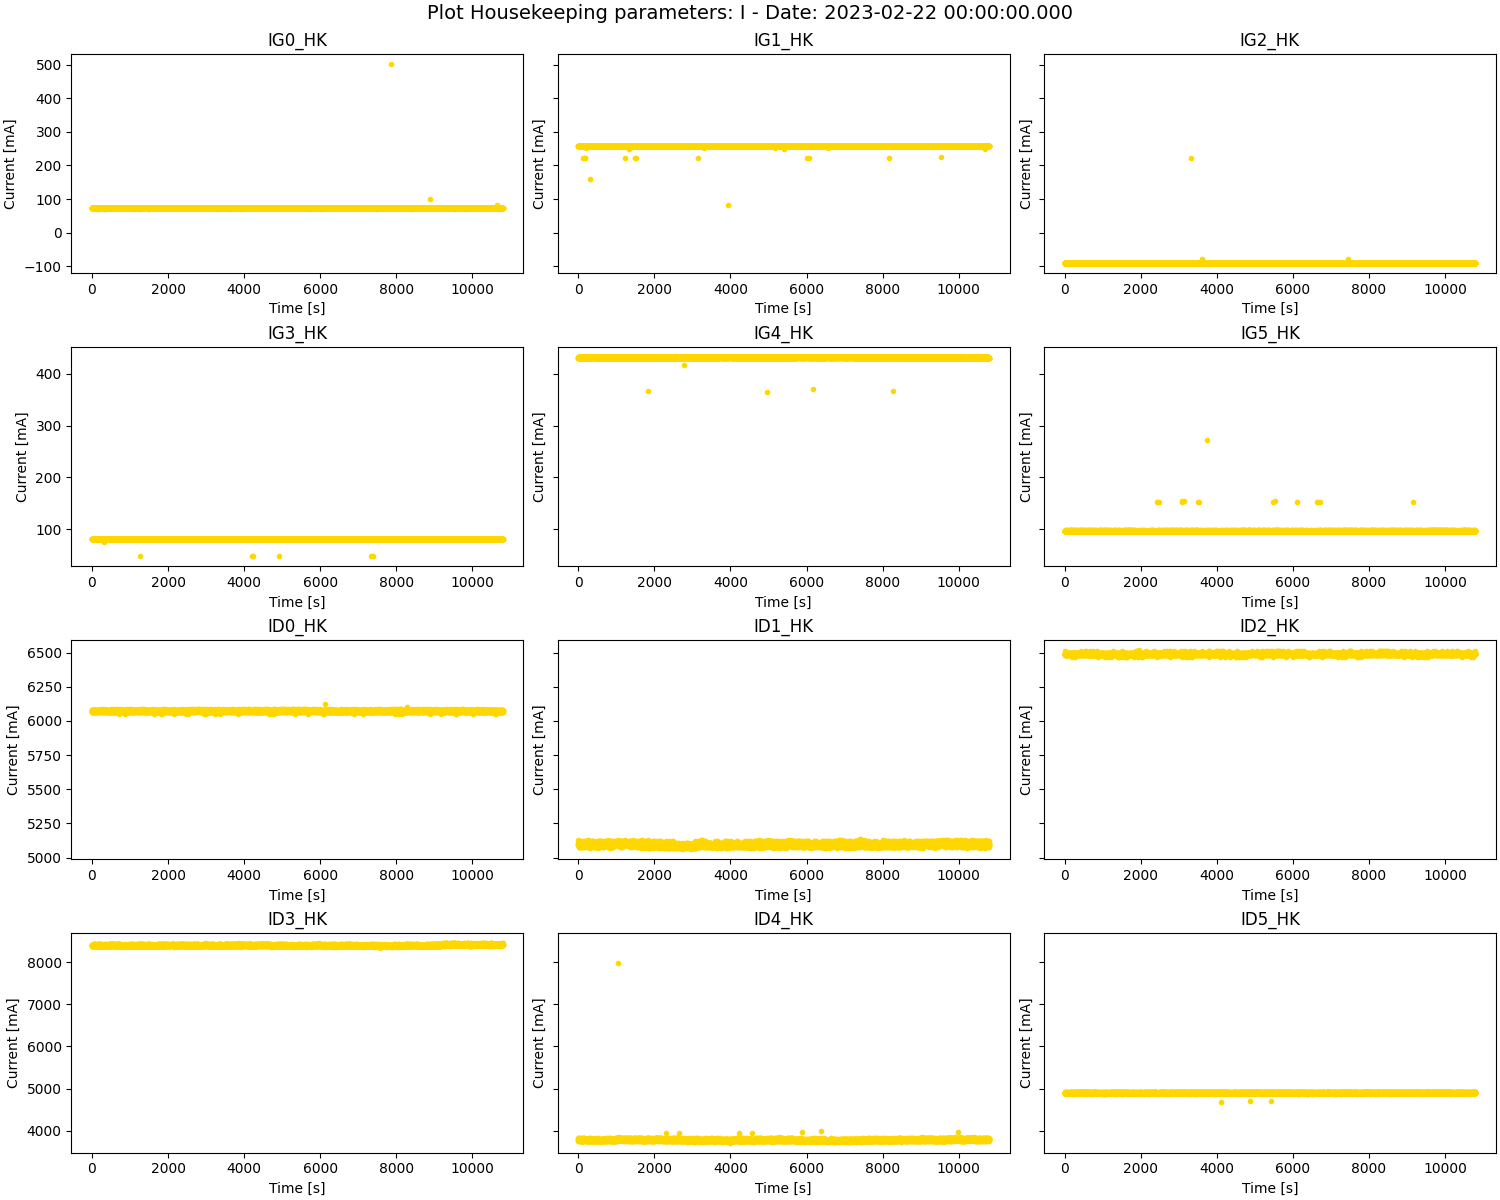 Plot Housekeeping parameters: I - Date: 2023-02-22 00:00:00.000
IG0_HK
IG1_HK
IG2_HK
Current [mA]
500
400
300
200
100
0
−100
Current [mA]
Current [mA]
0 2000 4000 6000 8000 10000
0 2000 4000 6000 8000 10000
0 2000 4000 6000 8000 10000
Time [s]
Time [s]
Time [s]
IG3_HK
IG4_HK
IG5_HK
Current [mA]
400
300
200
100
Current [mA]
Current [mA]
0 2000 4000 6000 8000 10000
0 2000 4000 6000 8000 10000
0 2000 4000 6000 8000 10000
Time [s]
Time [s]
Time [s]
ID0_HK
ID1_HK
ID2_HK
Current [mA]
6500
6250
6000
5750
5500
5250
5000
Current [mA]
Current [mA]
0 2000 4000 6000 8000 10000
0 2000 4000 6000 8000 10000
0 2000 4000 6000 8000 10000
Time [s]
Time [s]
Time [s]
ID3_HK
ID4_HK
ID5_HK
Current [mA]
8000
7000
6000
5000
4000
Current [mA]
Current [mA]
0 2000 4000 6000 8000 10000
0 2000 4000 6000 8000 10000
0 2000 4000 6000 8000 10000
Time [s]
Time [s]
Time [s]